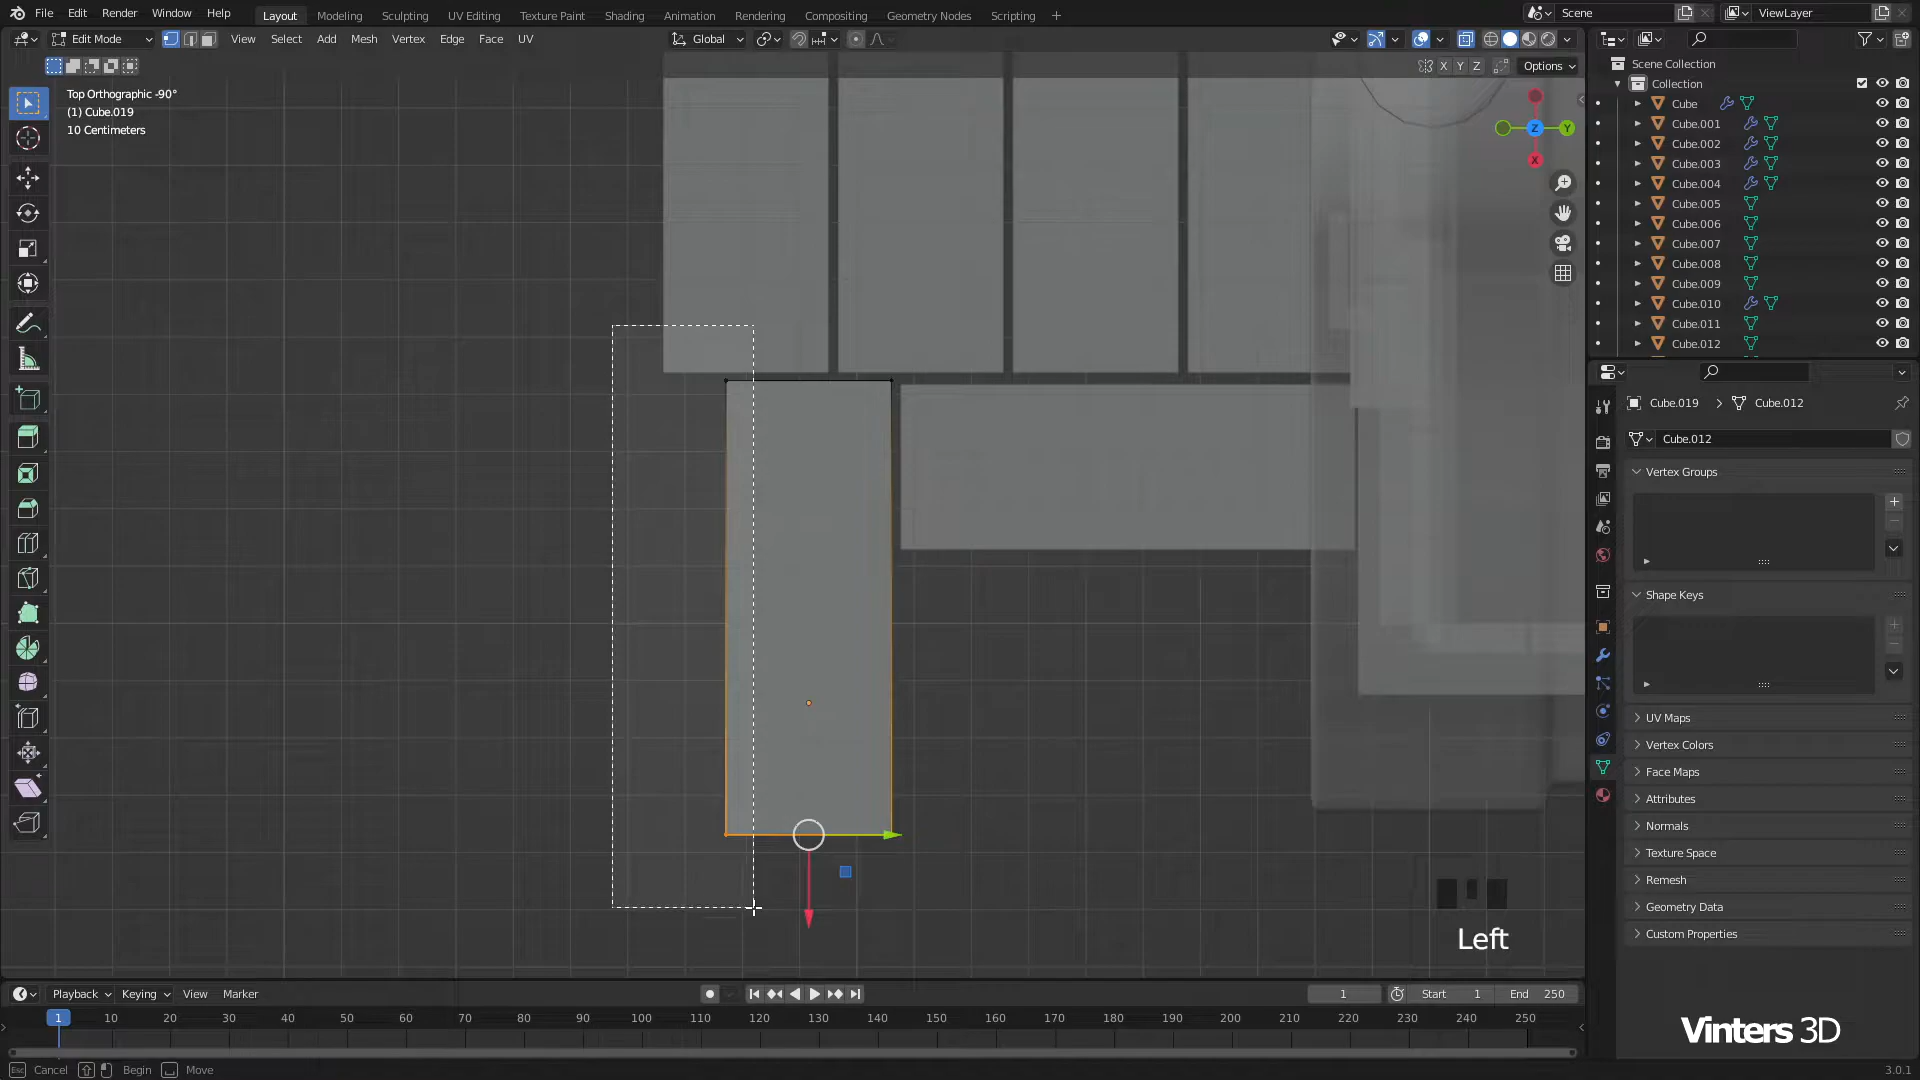 File Edit Render Window Help Layout Modeling Sculpting UV Editing Texture Paint Shading Animation Rendering Compositing Geometry Nodes Scripting + Scene ViewLayer
Edit Mode View Select Add Mesh Vertex Edge Face UV Global
X Y Z Options
Top Orthographic -90°
(1) Cube.019
10 Centimeters
Z Y X
Scene Collection
Collection
Cube
Cube.001
Cube.002
Cube.003
Cube.004
Cube.005
Cube.006
Cube.007
Cube.008
Cube.009
Cube.010
Cube.011
Cube.012
Cube.019 > Cube.012
Cube.012
Vertex Groups
Shape Keys
UV Maps
Vertex Colors
Face Maps
Attributes
Normals
Texture Space
Remesh
Geometry Data
Custom Properties
Left
Playback Keying View Marker 1 Start 1 End 250
1 10 20 30 40 50 60 70 80 90 100 110 120 130 140 150 160 170 180 190 200 210 220 230 240 250
Vinters 3D
Esc Cancel Begin Move 3.0.1